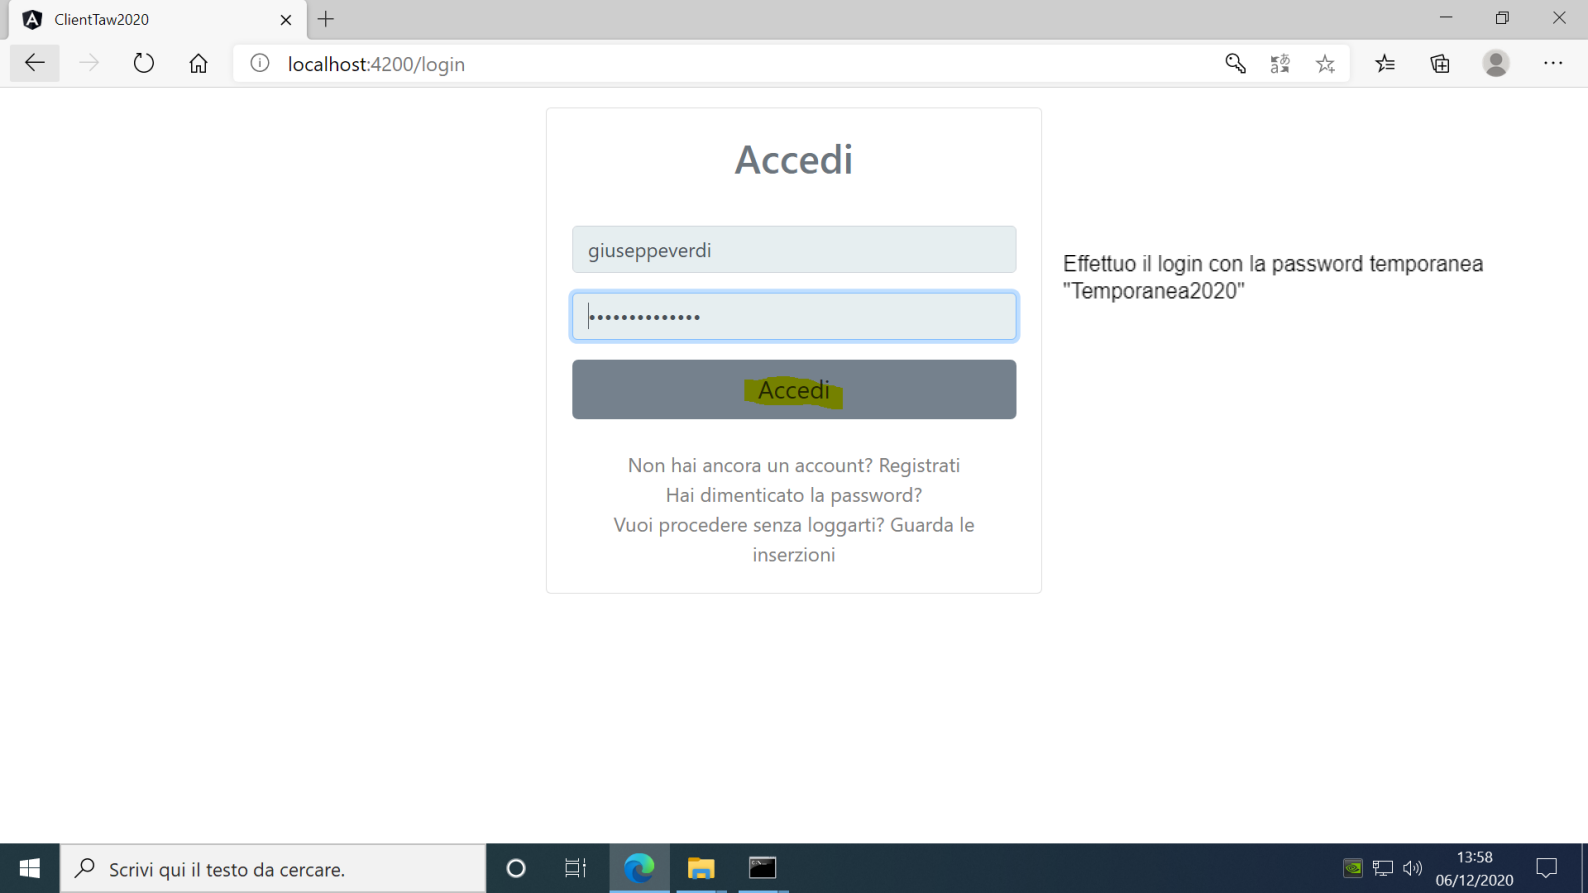 ClientTaw2020
localhost:4200/login
Accedi
giuseppeverdi
••••••••••••••
Effettuo il login con la password temporanea
"Temporanea2020"
Accedi
Non hai ancora un account? Registrati
Hai dimenticato la password?
Vuoi procedere senza loggarti? Guarda le
inserzioni
Scrivi qui il testo da cercare.
13:58
06/12/2020